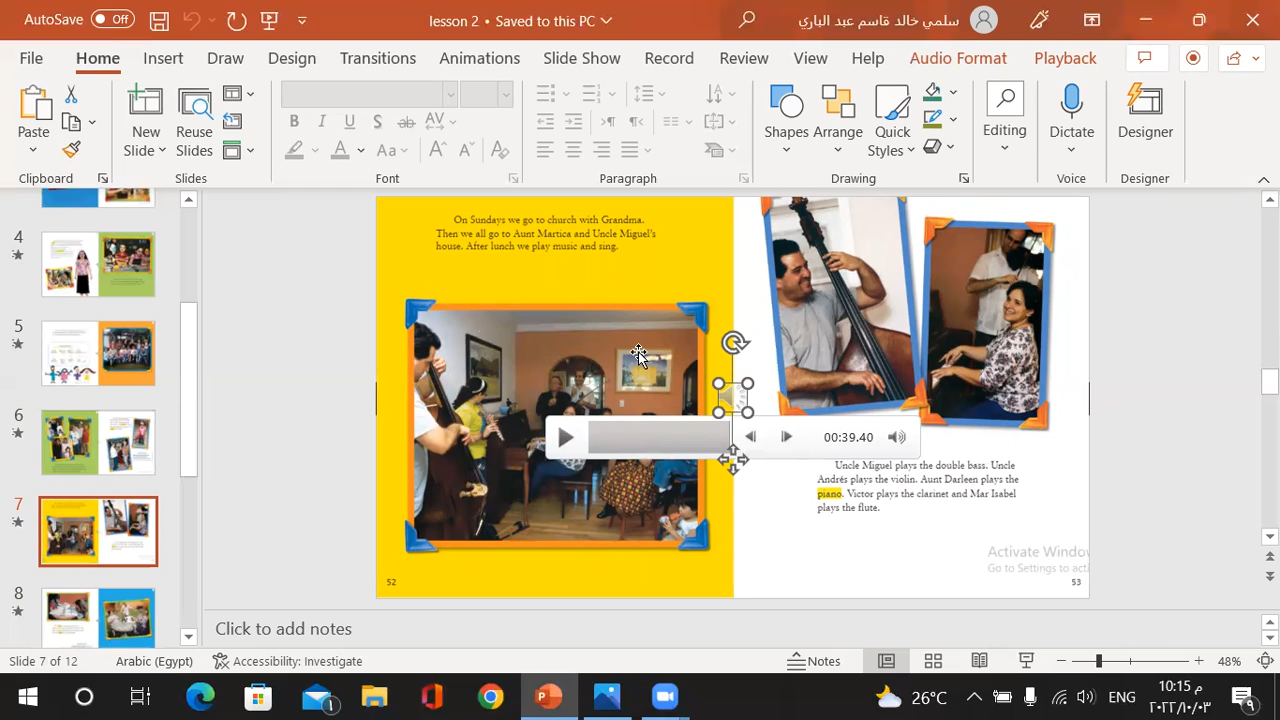 AutoSave Off
lesson 2 • Saved to this PC
سلمي خالد قاسم عبد الباري
File Home Insert Draw Design Transitions Animations Slide Show Record Review View Help Audio Format Playback
Paste
New Slide
Reuse Slides
Shapes
Arrange
Quick Styles
Editing
Dictate
Designer
Clipboard Slides Font Paragraph Drawing Voice Designer
4
5
6
7
8
On Sundays we go to church with Grandma.
Then we all go to Aunt Martica and Uncle Miguel's
house. After lunch we play music and sing.
00:39.40
Uncle Miguel plays the double bass. Uncle
Andrés plays the violin. Aunt Darleen plays the
piano. Victor plays the clarinet and Mar Isabel
plays the flute.
Activate Window
Go to Settings to acti
52
53
Click to add notes
Slide 7 of 12 Arabic (Egypt) Accessibility: Investigate Notes 48%
26°C ENG
10:15 م
٢٠٢٢/١٠/٠٣